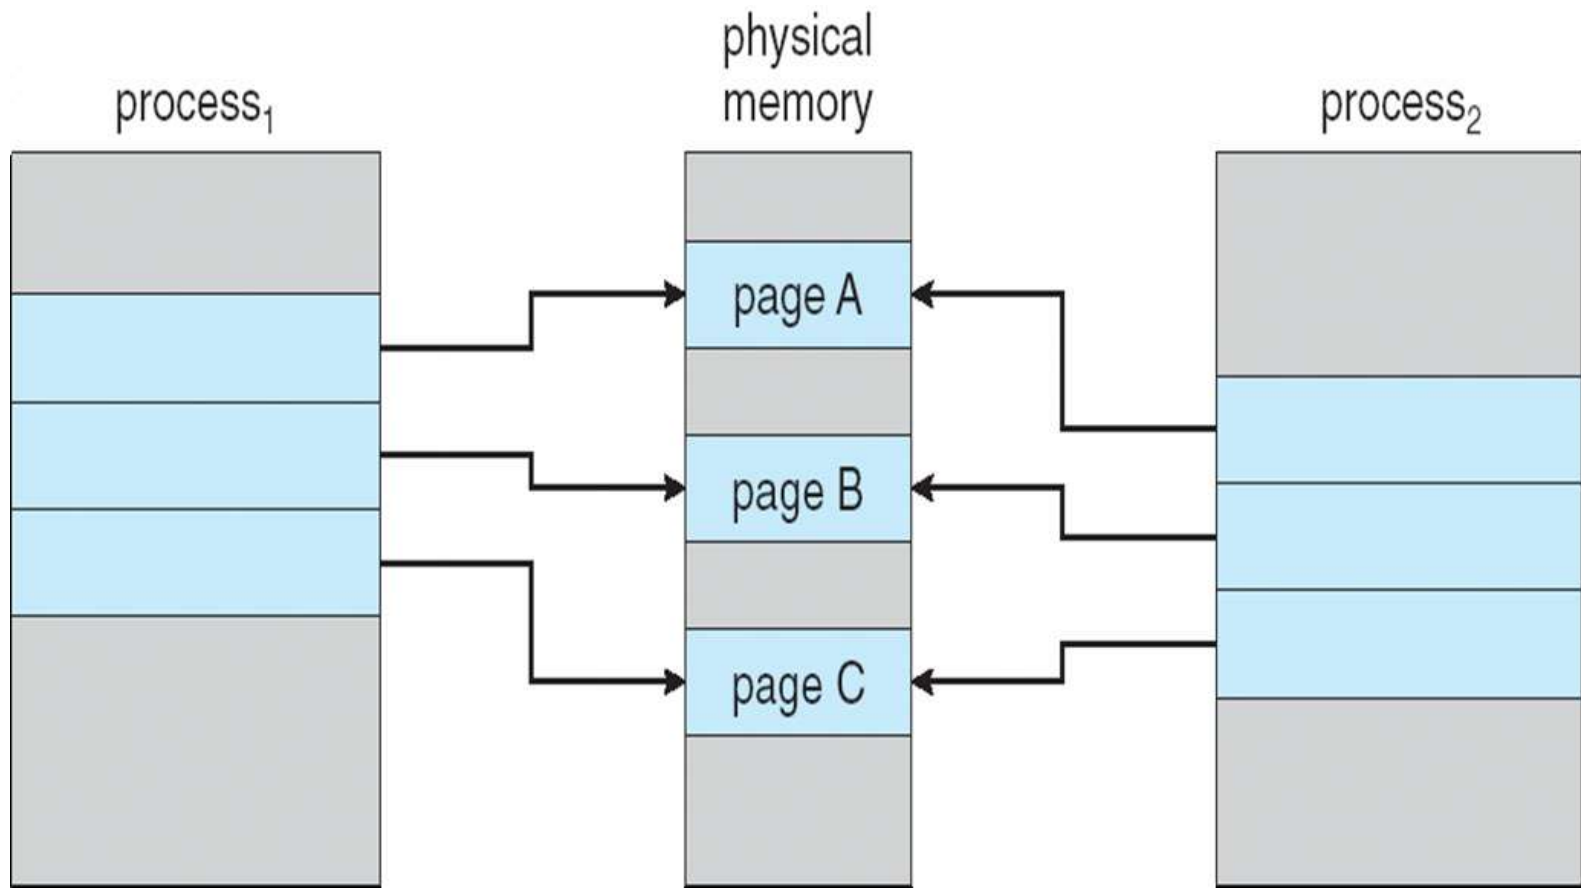 physical
memory
process₁
process₂
page A
page B
page C